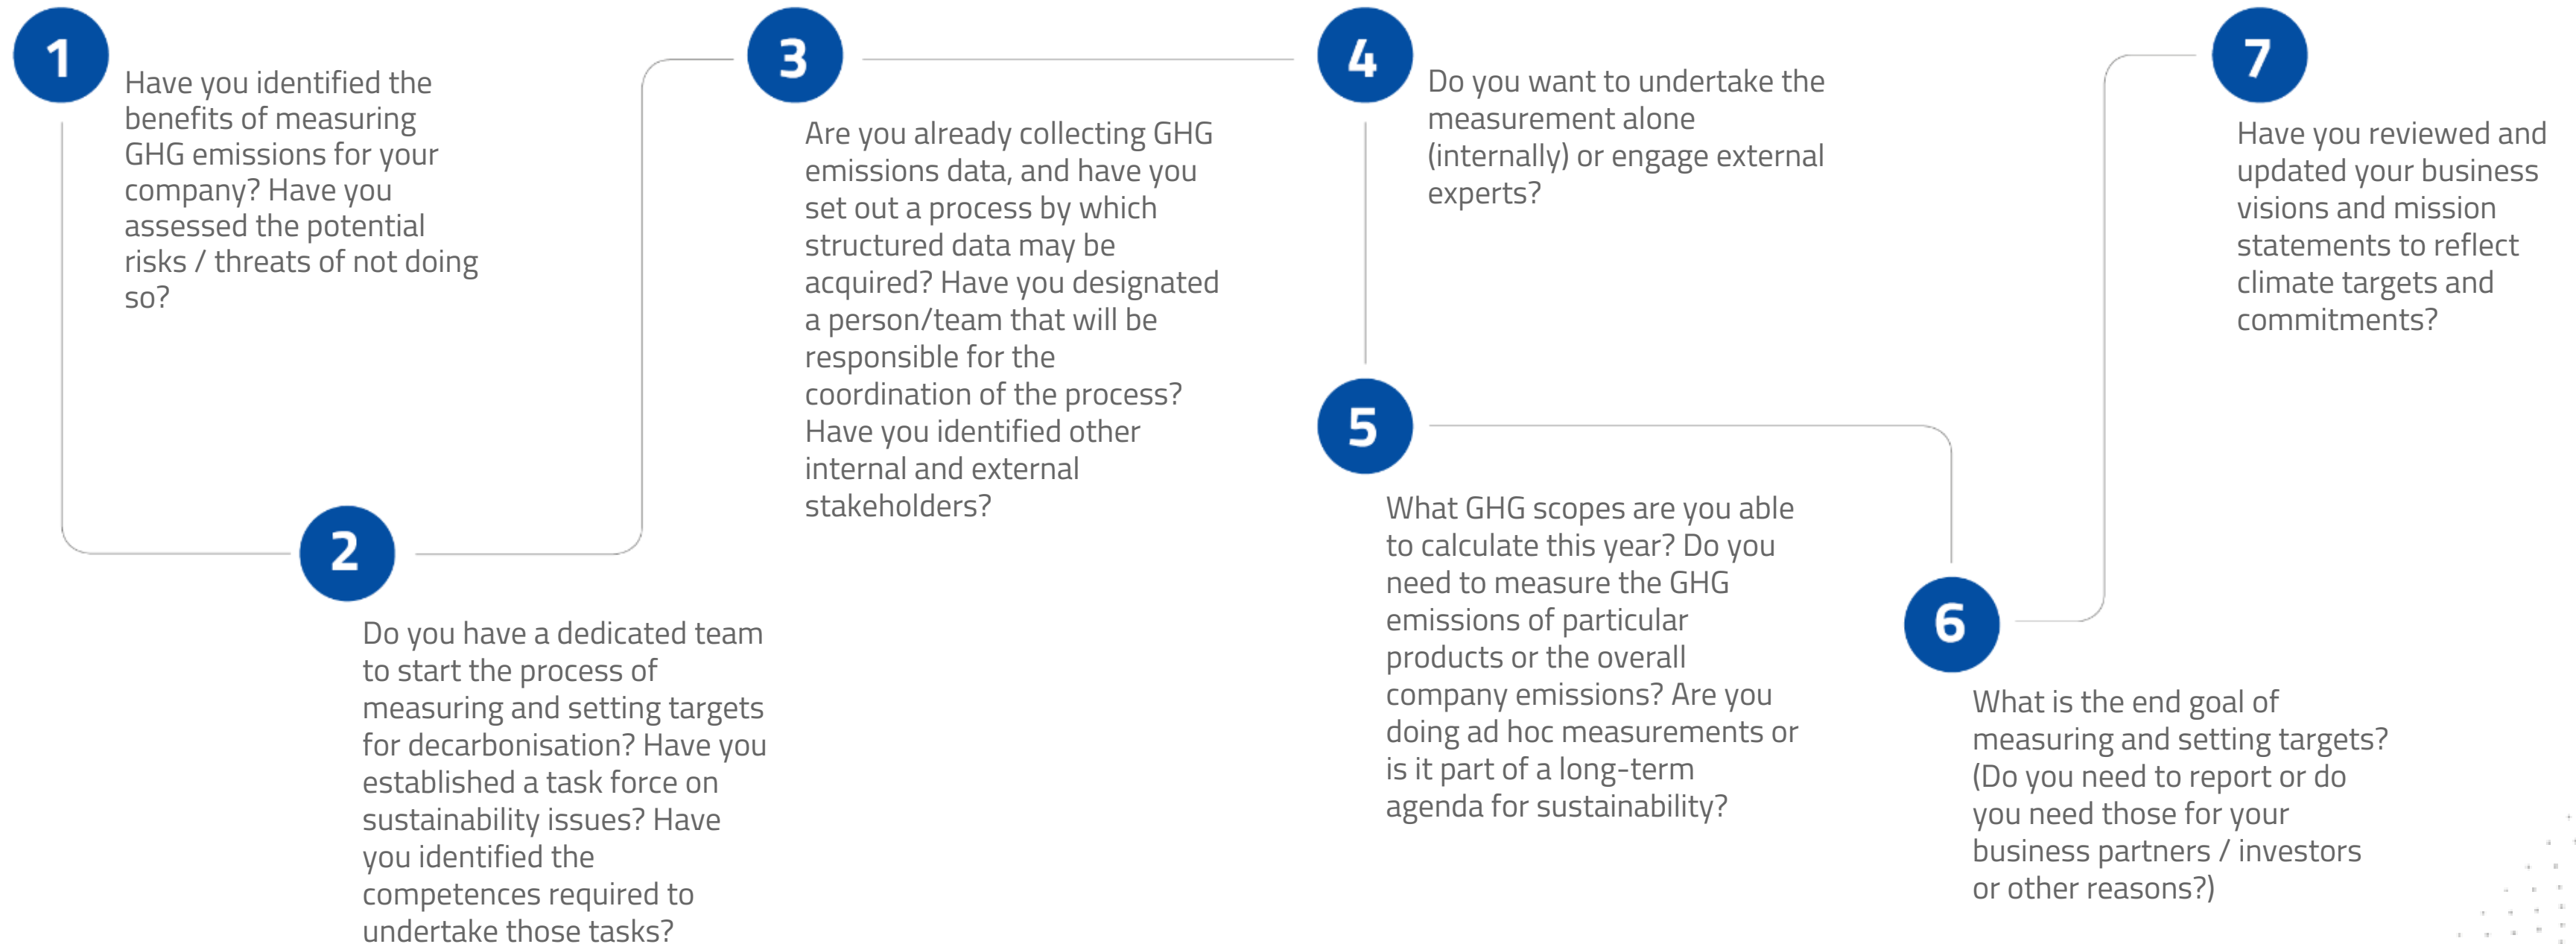 1
Have you identified the
benefits of measuring
GHG emissions for your
company? Have you
assessed the potential
risks / threats of not doing
so?
2
Do you have a dedicated team
to start the process of
measuring and setting targets
for decarbonisation? Have you
established a task force on
sustainability issues? Have
you identified the
competences required to
undertake those tasks?
3
Are you already collecting GHG
emissions data, and have you
set out a process by which
structured data may be
acquired? Have you designated
a person/team that will be
responsible for the
coordination of the process?
Have you identified other
internal and external
stakeholders?
4
Do you want to undertake the
measurement alone
(internally) or engage external
experts?
5
What GHG scopes are you able
to calculate this year? Do you
need to measure the GHG
emissions of particular
products or the overall
company emissions? Are you
doing ad hoc measurements or
is it part of a long-term
agenda for sustainability?
6
What is the end goal of
measuring and setting targets?
(Do you need to report or do
you need those for your
business partners / investors
or other reasons?)
7
Have you reviewed and
updated your business
visions and mission
statements to reflect
climate targets and
commitments?